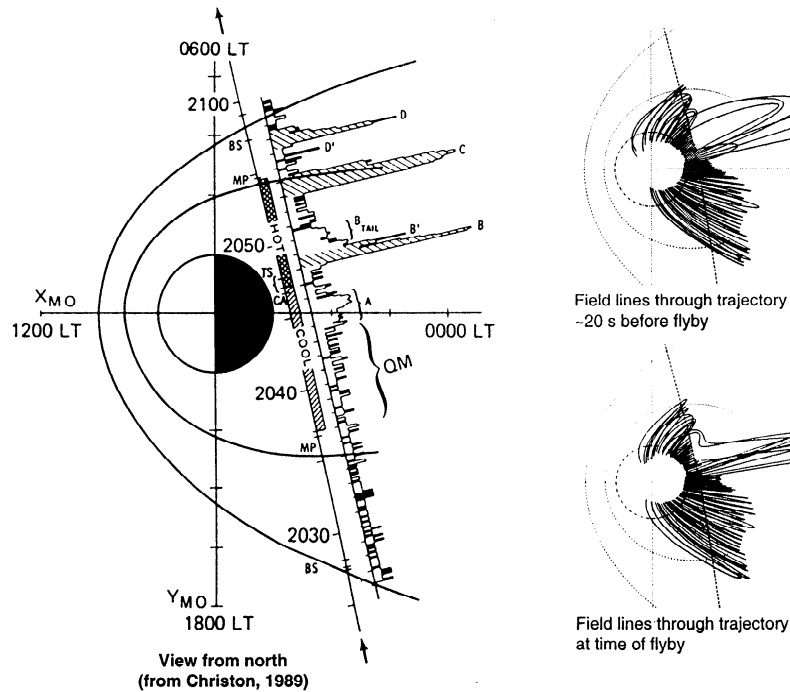 0600 LT
2100
BS
D
D'
C
MP
HOT
B TAIL
B'
B
2050
TS
CA
A
X MO
1200 LT
0000 LT
COOL
QM
2040
MP
2030
BS
Y MO
1800 LT
View from north
(from Christon, 1989)
Field lines through trajectory
~20 s before flyby
Field lines through trajectory
at time of flyby